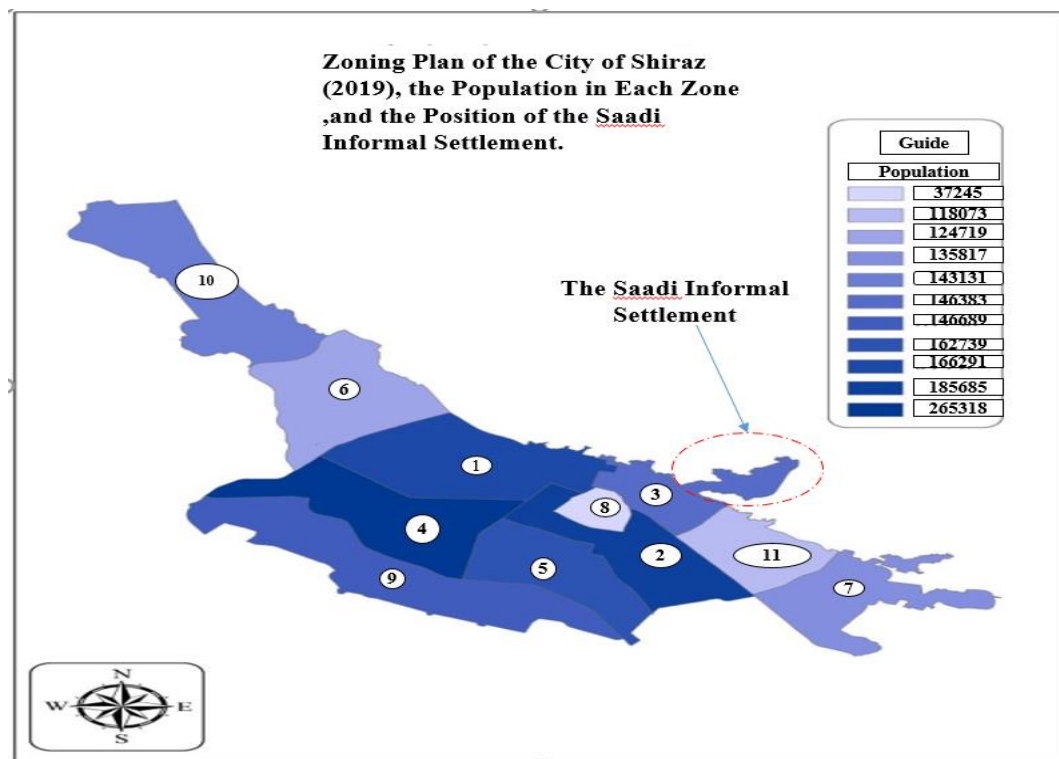 Zoning Plan of the City of Shiraz
(2019), the Population in Each Zone
,and the Position of the Saadi
Informal Settlement.
Guide
Population
37245
118073
124719
135817
143131
146383
146689
162739
166291
185685
265318
The Saadi Informal
Settlement
10
6
1
3
8
4
2
11
5
9
7
N
W E
S